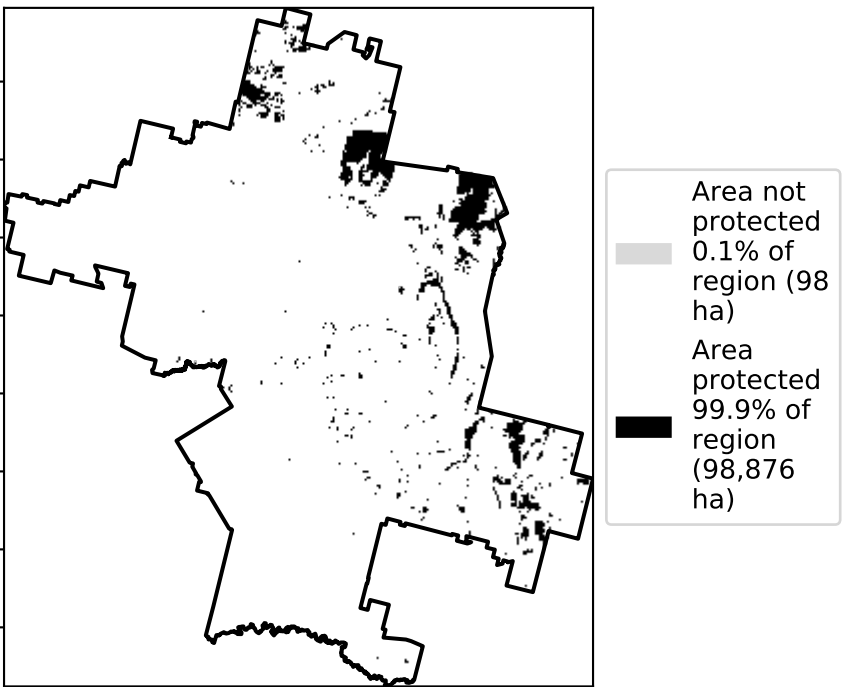 Area not
protected
0.1% of
region (98
ha)
Area
protected
99.9% of
region
(98,876
ha)